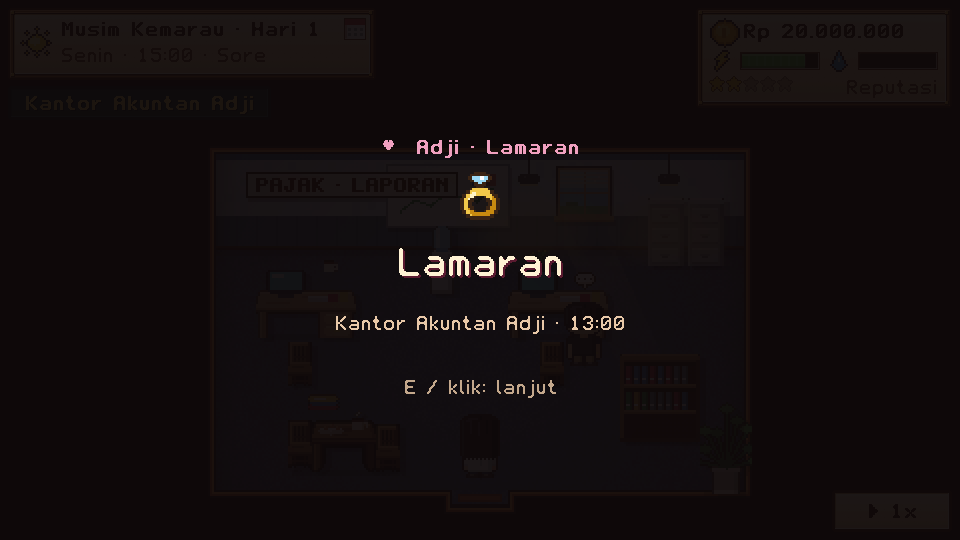 Musim Kemarau · Hari 1
Senin · 15:00 · Sore
Rp 20.000.000
Reputasi
Kantor Akuntan Adji
Adji · Lamaran
PAJAK · LAPORAN
Lamaran
Kantor Akuntan Adji · 13:00
E / klik: lanjut
1x